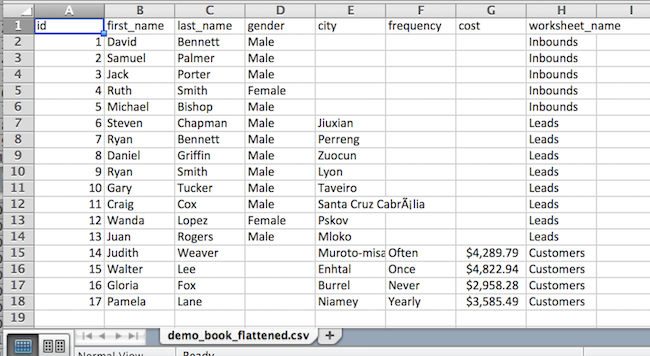 A B C D E F G H I
1 id first_name last_name gender city frequency cost worksheet_name
2 1 David Bennett Male Inbounds
3 2 Samuel Palmer Male Inbounds
4 3 Jack Porter Male Inbounds
5 4 Ruth Smith Female Inbounds
6 5 Michael Bishop Male Inbounds
7 6 Steven Chapman Male Jiuxian Leads
8 7 Ryan Bennett Male Perreng Leads
9 8 Daniel Griffin Male Zuocun Leads
10 9 Ryan Smith Male Lyon Leads
11 10 Gary Tucker Male Taveiro Leads
12 11 Craig Cox Male Santa Cruz CabrÃ¡lia Leads
13 12 Wanda Lopez Female Pskov Leads
14 13 Juan Rogers Male Mloko Leads
15 14 Judith Weaver Muroto-misa Often $4,289.79 Customers
16 15 Walter Lee Enhtal Once $4,822.94 Customers
17 16 Gloria Fox Burrel Never $2,958.28 Customers
18 17 Pamela Lane Niamey Yearly $3,585.49 Customers
19
demo_book_flattened.csv +
Normal View Ready